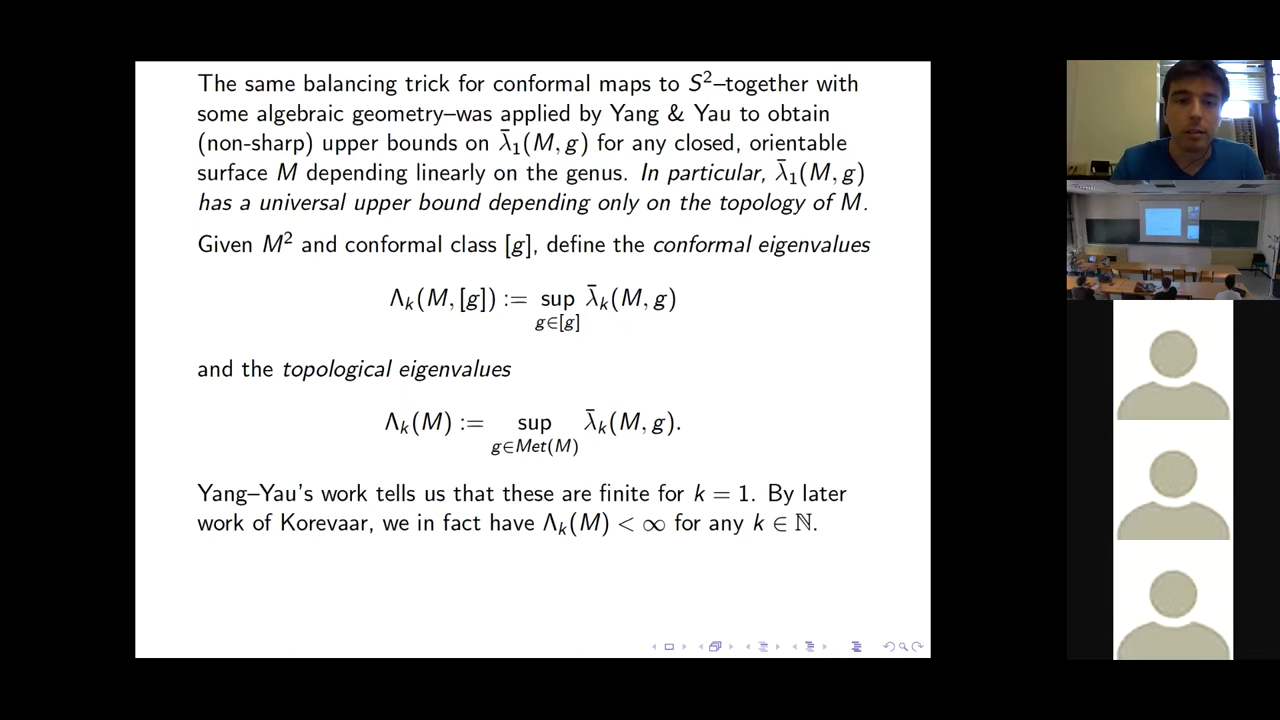 The same balancing trick for conformal maps to S²–together with
some algebraic geometry–was applied by Yang & Yau to obtain
(non-sharp) upper bounds on λ̄₁(M, g) for any closed, orientable
surface M depending linearly on the genus. In particular, λ̄₁(M, g)
has a universal upper bound depending only on the topology of M.
Given M² and conformal class [g], define the conformal eigenvalues
Λₖ(M, [g]) := sup λ̄ₖ(M, g)
g∈[g]
and the topological eigenvalues
Λₖ(M) := sup λ̄ₖ(M, g).
g∈Met(M)
Yang–Yau's work tells us that these are finite for k = 1. By later
work of Korevaar, we in fact have Λₖ(M) < ∞ for any k ∈ ℕ.